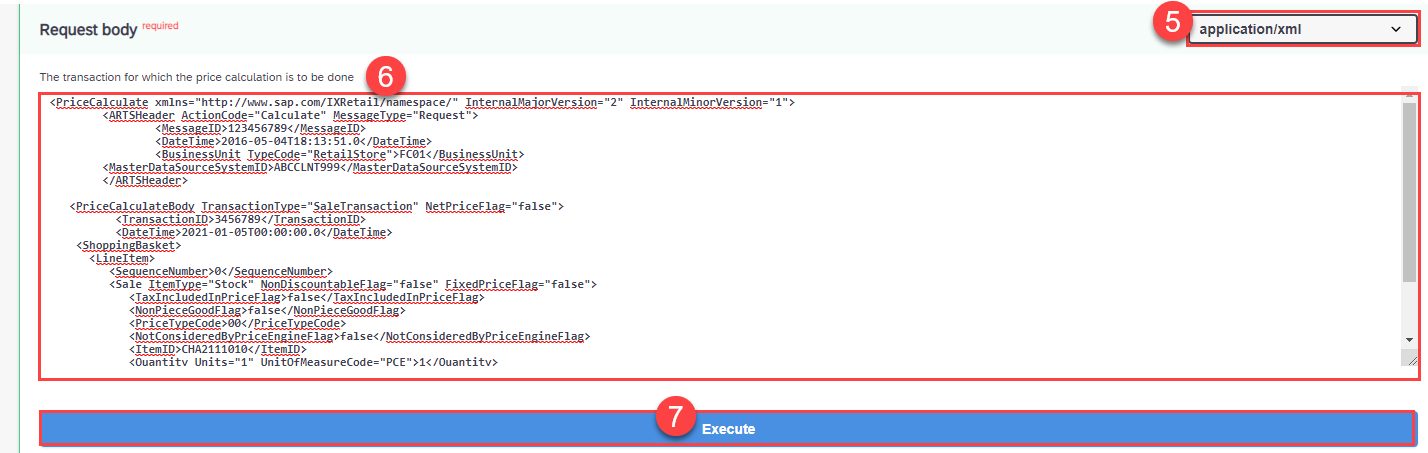 Request body required
5
application/xml
The transaction for which the price calculation is to be done
6
<PriceCalculate xmlns="http://www.sap.com/IXRetail/namespace/" InternalMajorVersion="2" InternalMinorVersion="1">
<ARTSHeader ActionCode="Calculate" MessageType="Request">
<MessageID>123456789</MessageID>
<DateTime>2016-05-04T18:13:51.0</DateTime>
<BusinessUnit TypeCode="RetailStore">FC01</BusinessUnit>
<MasterDataSourceSystemID>ABCCLNT999</MasterDataSourceSystemID>
</ARTSHeader>
<PriceCalculateBody TransactionType="SaleTransaction" NetPriceFlag="false">
<TransactionID>3456789</TransactionID>
<DateTime>2021-01-05T00:00:00.0</DateTime>
<ShoppingBasket>
<LineItem>
<SequenceNumber>0</SequenceNumber>
<Sale ItemType="Stock" NonDiscountableFlag="false" FixedPriceFlag="false">
<TaxIncludedInPriceFlag>false</TaxIncludedInPriceFlag>
<NonPieceGoodFlag>false</NonPieceGoodFlag>
<PriceTypeCode>00</PriceTypeCode>
<NotConsideredByPriceEngineFlag>false</NotConsideredByPriceEngineFlag>
<ItemID>CHA2111010</ItemID>
<Quantity Units="1" UnitOfMeasureCode="PCE">1</Quantity>
7
Execute